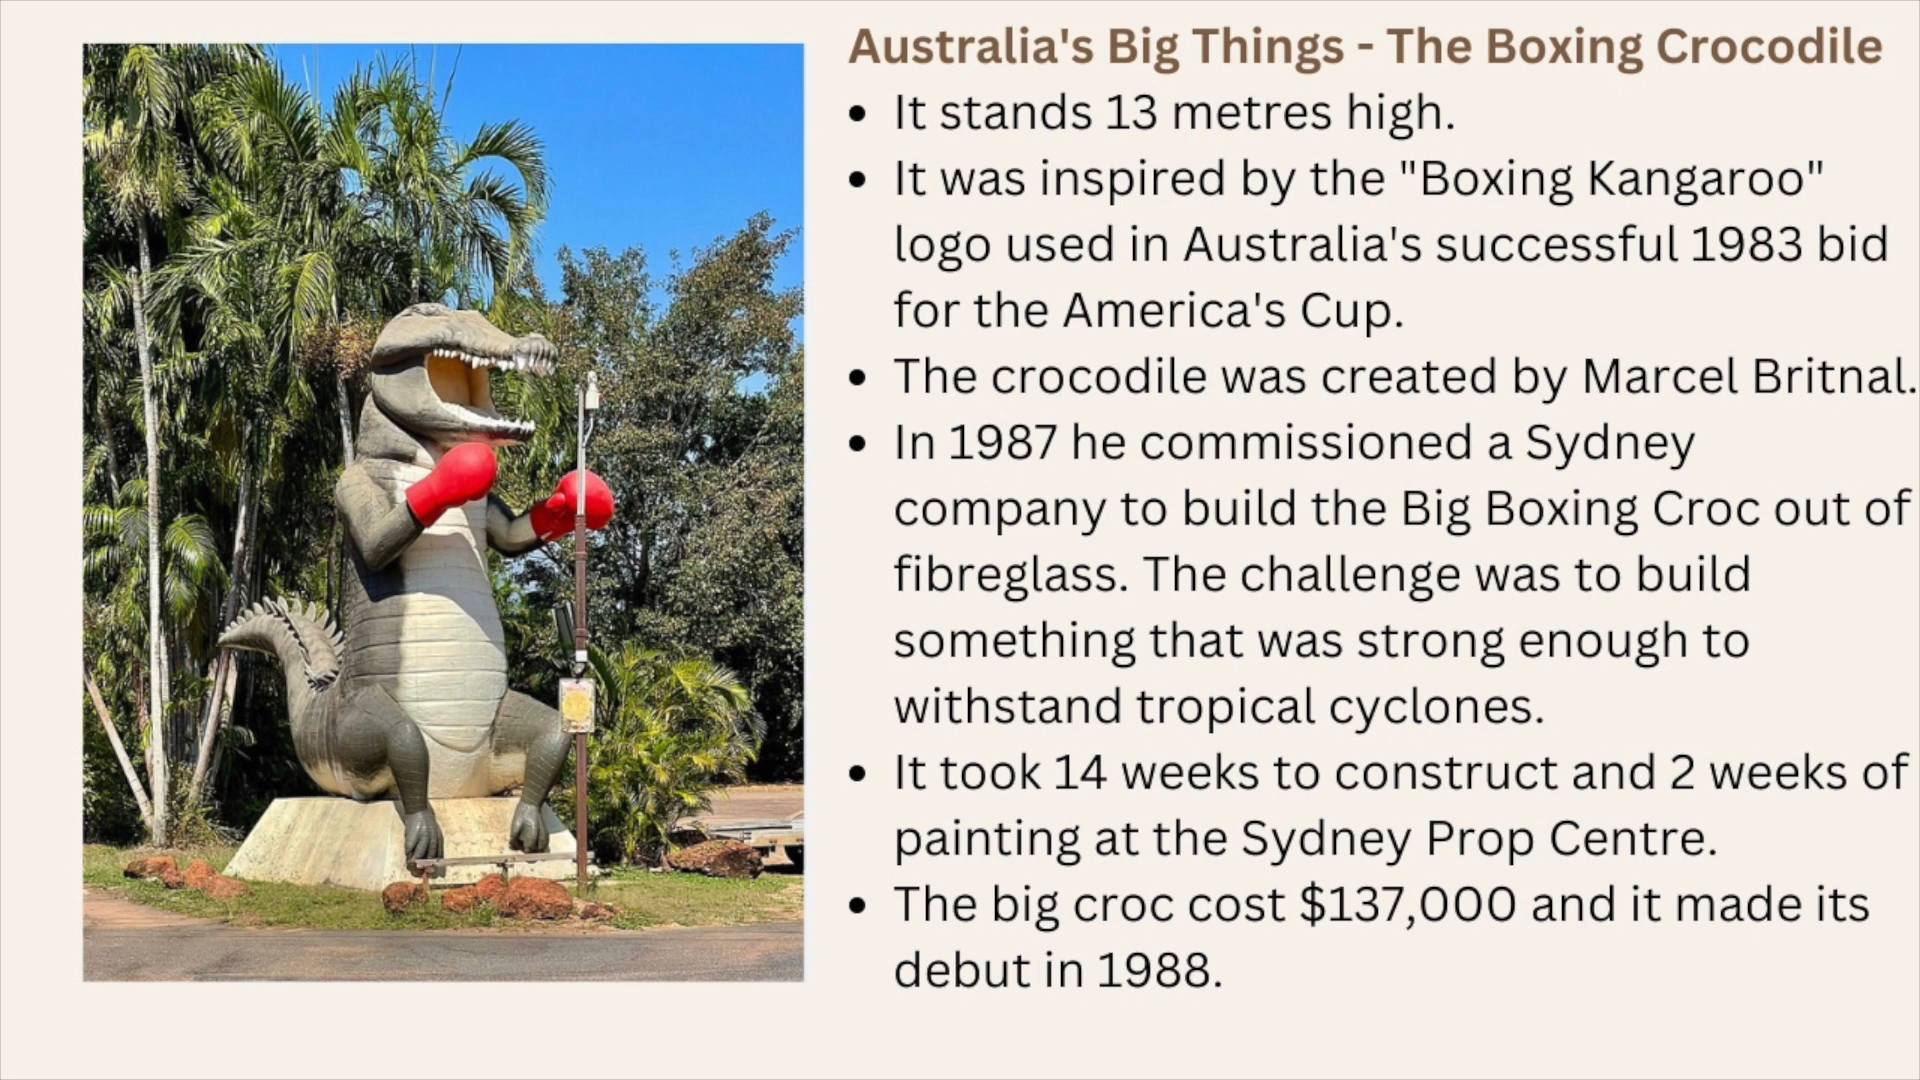 Australia's Big Things - The Boxing Crocodile
• It stands 13 metres high.
• It was inspired by the "Boxing Kangaroo"
logo used in Australia's successful 1983 bid
for the America's Cup.
• The crocodile was created by Marcel Britnal.
• In 1987 he commissioned a Sydney
company to build the Big Boxing Croc out of
fibreglass. The challenge was to build
something that was strong enough to
withstand tropical cyclones.
• It took 14 weeks to construct and 2 weeks of
painting at the Sydney Prop Centre.
• The big croc cost $137,000 and it made its
debut in 1988.